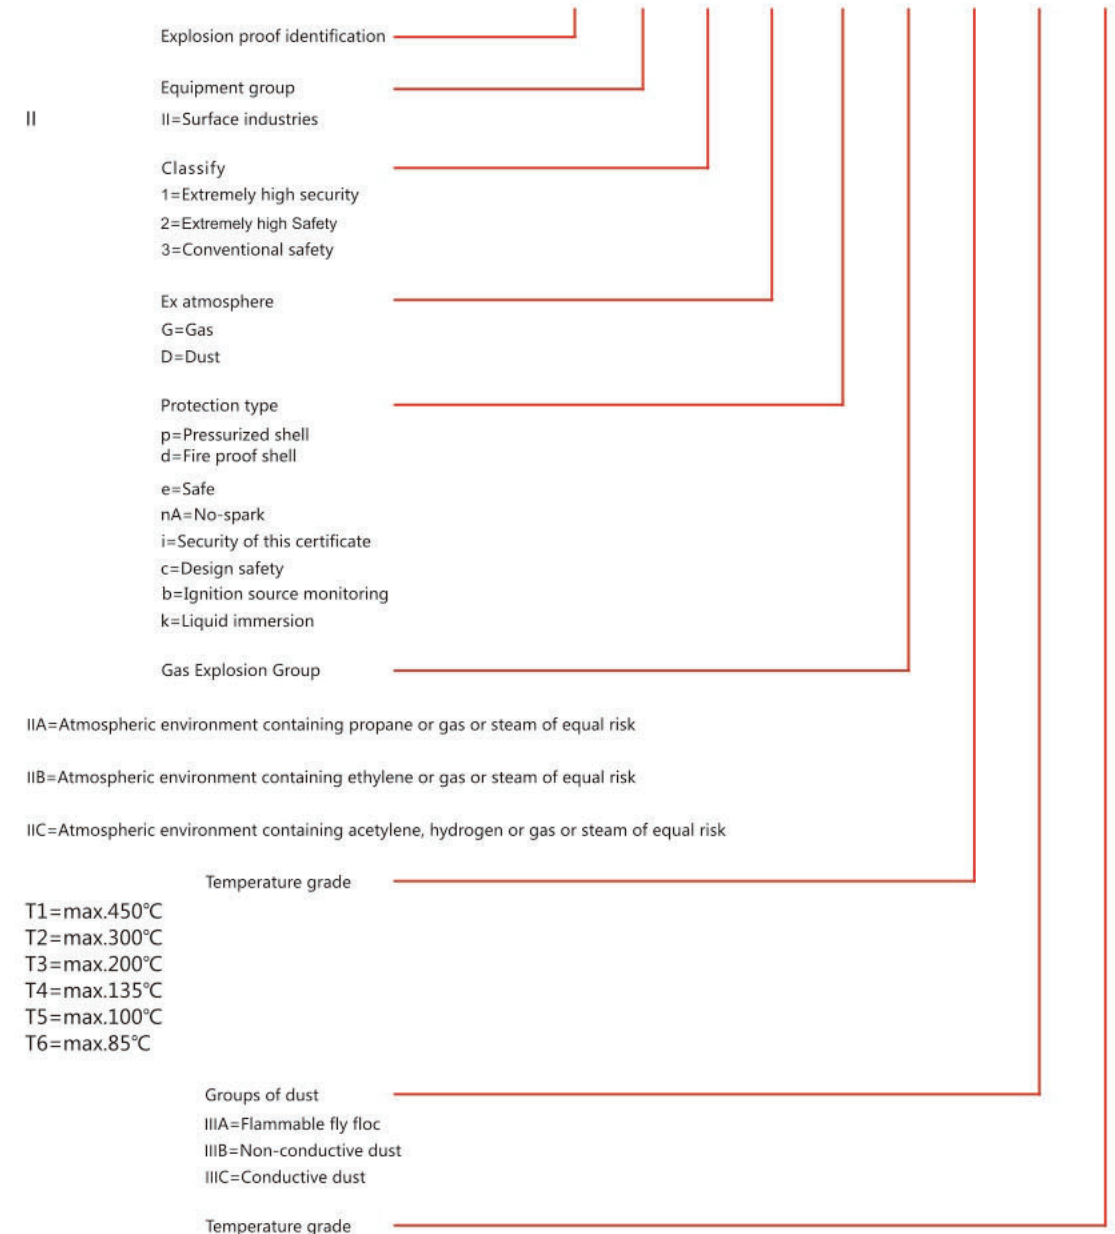 Explosion proof identification
Equipment group
II
II=Surface industries
Classify
1=Extremely high security
2=Extremely high Safety
3=Conventional safety
Ex atmosphere
G=Gas
D=Dust
Protection type
p=Pressurized shell
d=Fire proof shell
e=Safe
nA=No-spark
i=Security of this certificate
c=Design safety
b=Ignition source monitoring
k=Liquid immersion
Gas Explosion Group
IIA=Atmospheric environment containing propane or gas or steam of equal risk
IIB=Atmospheric environment containing ethylene or gas or steam of equal risk
IIC=Atmospheric environment containing acetylene, hydrogen or gas or steam of equal risk
Temperature grade
T1=max.450℃
T2=max.300℃
T3=max.200℃
T4=max.135℃
T5=max.100℃
T6=max.85℃
Groups of dust
IIIA=Flammable fly floc
IIIB=Non-conductive dust
IIIC=Conductive dust
Temperature grade